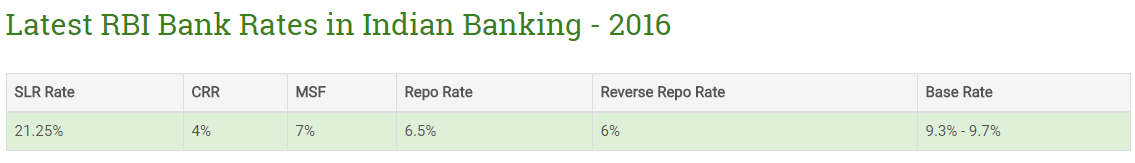 Latest RBI Bank Rates in Indian Banking - 2016
SLR Rate CRR MSF Repo Rate Reverse Repo Rate Base Rate
21.25% 4% 7% 6.5% 6% 9.3% - 9.7%